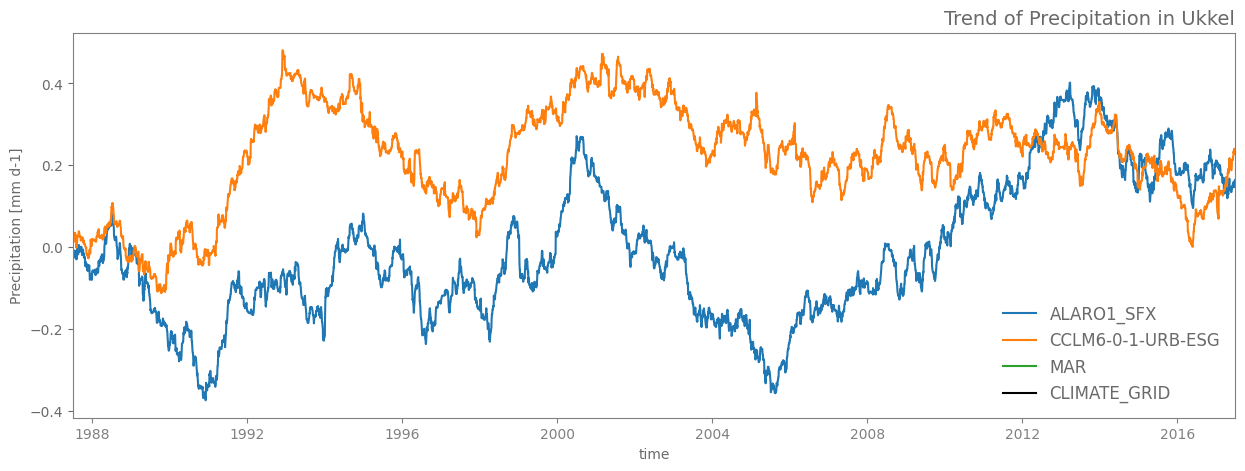 Trend of Precipitation in Ukkel
Precipitation [mm d-1]
0.4
0.2
0.0
−0.2
−0.4
ALARO1_SFX
CCLM6-0-1-URB-ESG
MAR
CLIMATE_GRID
1988 1992 1996 2000 2004 2008 2012 2016
time